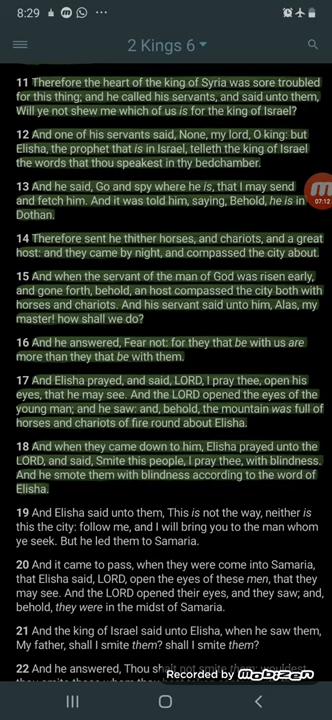 8:29
2 Kings 6
11 Therefore the heart of the king of Syria was sore troubled
for this thing; and he called his servants, and said unto them,
Will ye not shew me which of us is for the king of Israel?
12 And one of his servants said, None, my lord, O king: but
Elisha, the prophet that is in Israel, telleth the king of Israel
the words that thou speakest in thy bedchamber.
13 And he said, Go and spy where he is, that I may send
and fetch him. And it was told him, saying, Behold, he is in
Dothan.
07:12
14 Therefore sent he thither horses, and chariots, and a great
host: and they came by night, and compassed the city about.
15 And when the servant of the man of God was risen early,
and gone forth, behold, an host compassed the city both with
horses and chariots. And his servant said unto him, Alas, my
master! how shall we do?
16 And he answered, Fear not: for they that be with us are
more than they that be with them.
17 And Elisha prayed, and said, LORD, I pray thee, open his
eyes, that he may see. And the LORD opened the eyes of the
young man; and he saw: and, behold, the mountain was full of
horses and chariots of fire round about Elisha.
18 And when they came down to him, Elisha prayed unto the
LORD, and said, Smite this people, I pray thee, with blindness.
And he smote them with blindness according to the word of
Elisha.
19 And Elisha said unto them, This is not the way, neither is
this the city: follow me, and I will bring you to the man whom
ye seek. But he led them to Samaria.
20 And it came to pass, when they were come into Samaria,
that Elisha said, LORD, open the eyes of these men, that they
may see. And the LORD opened their eyes, and they saw; and,
behold, they were in the midst of Samaria.
21 And the king of Israel said unto Elisha, when he saw them,
My father, shall I smite them? shall I smite them?
22 And he answered, Thou shalt not smite them: wouldest
Recorded by mobizen